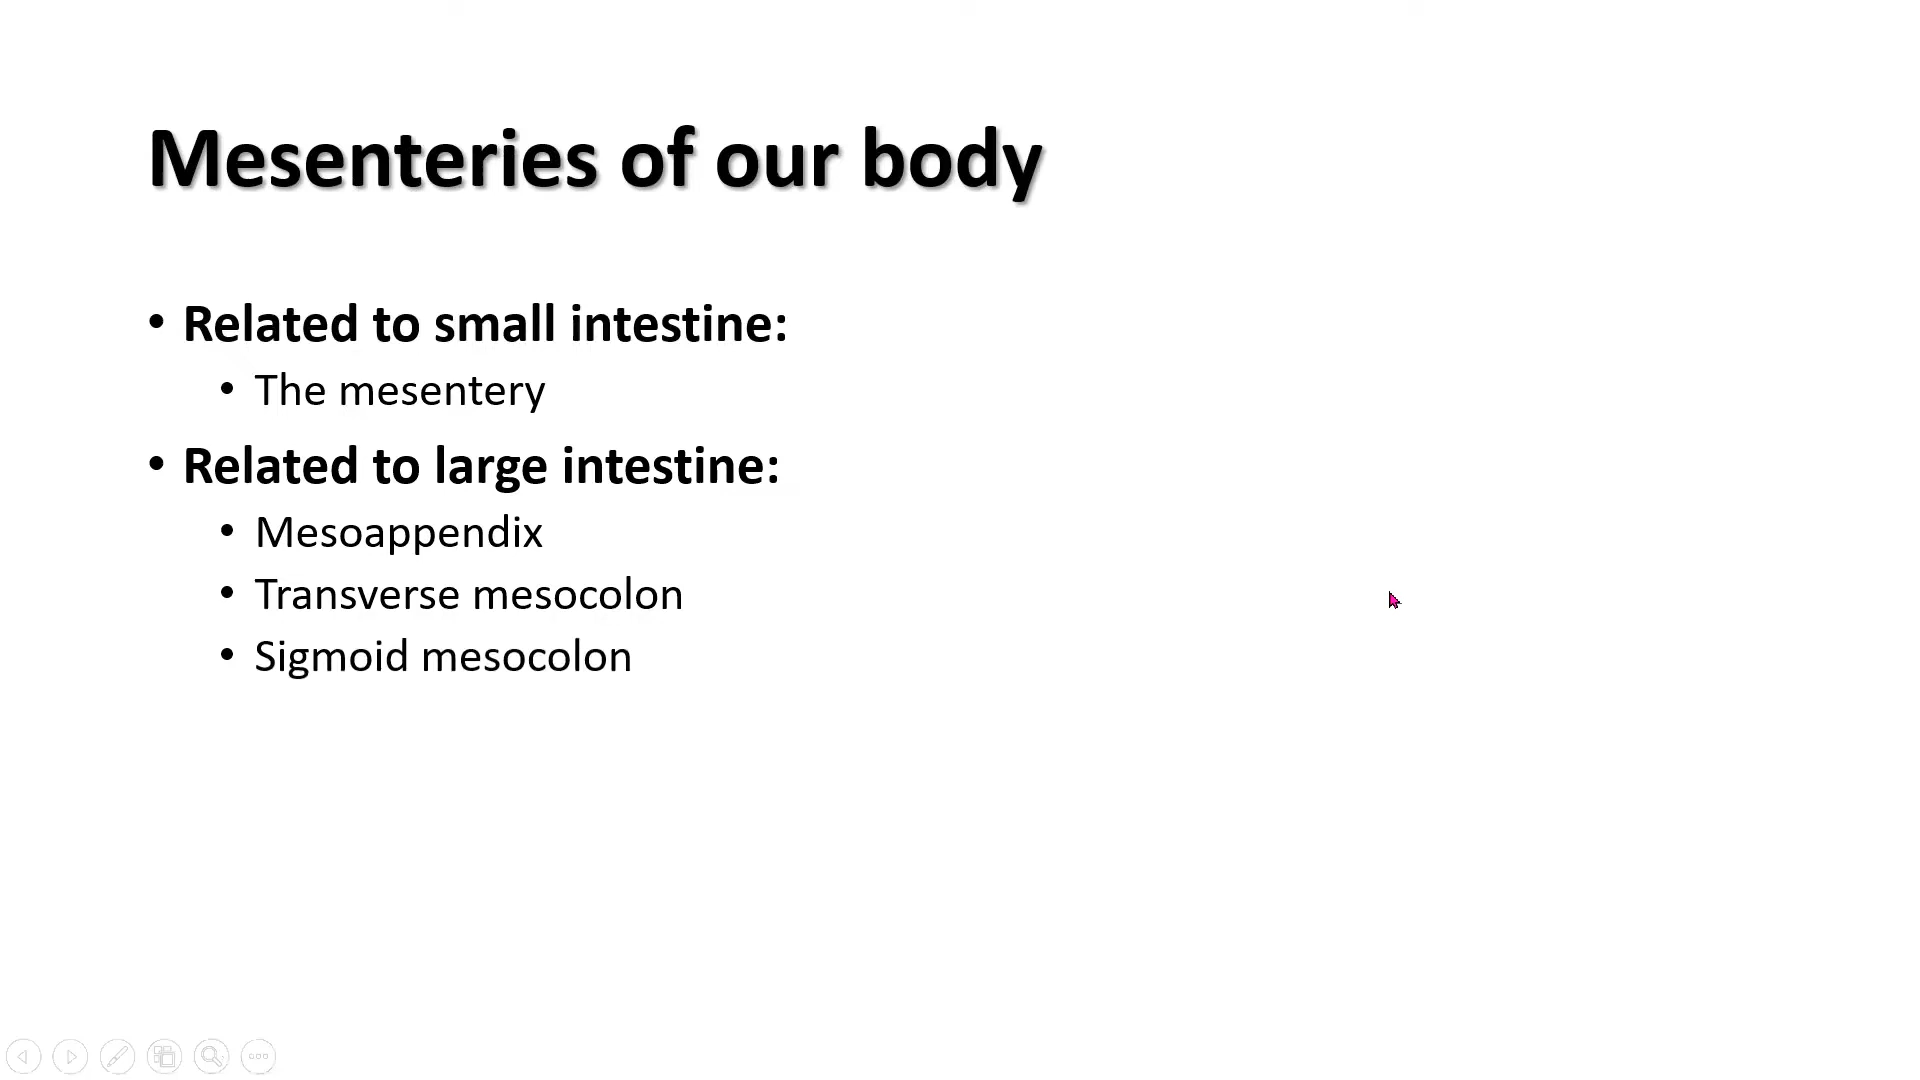 Mesenteries of our body
• Related to small intestine:
• The mesentery
• Related to large intestine:
• Mesoappendix
• Transverse mesocolon
• Sigmoid mesocolon